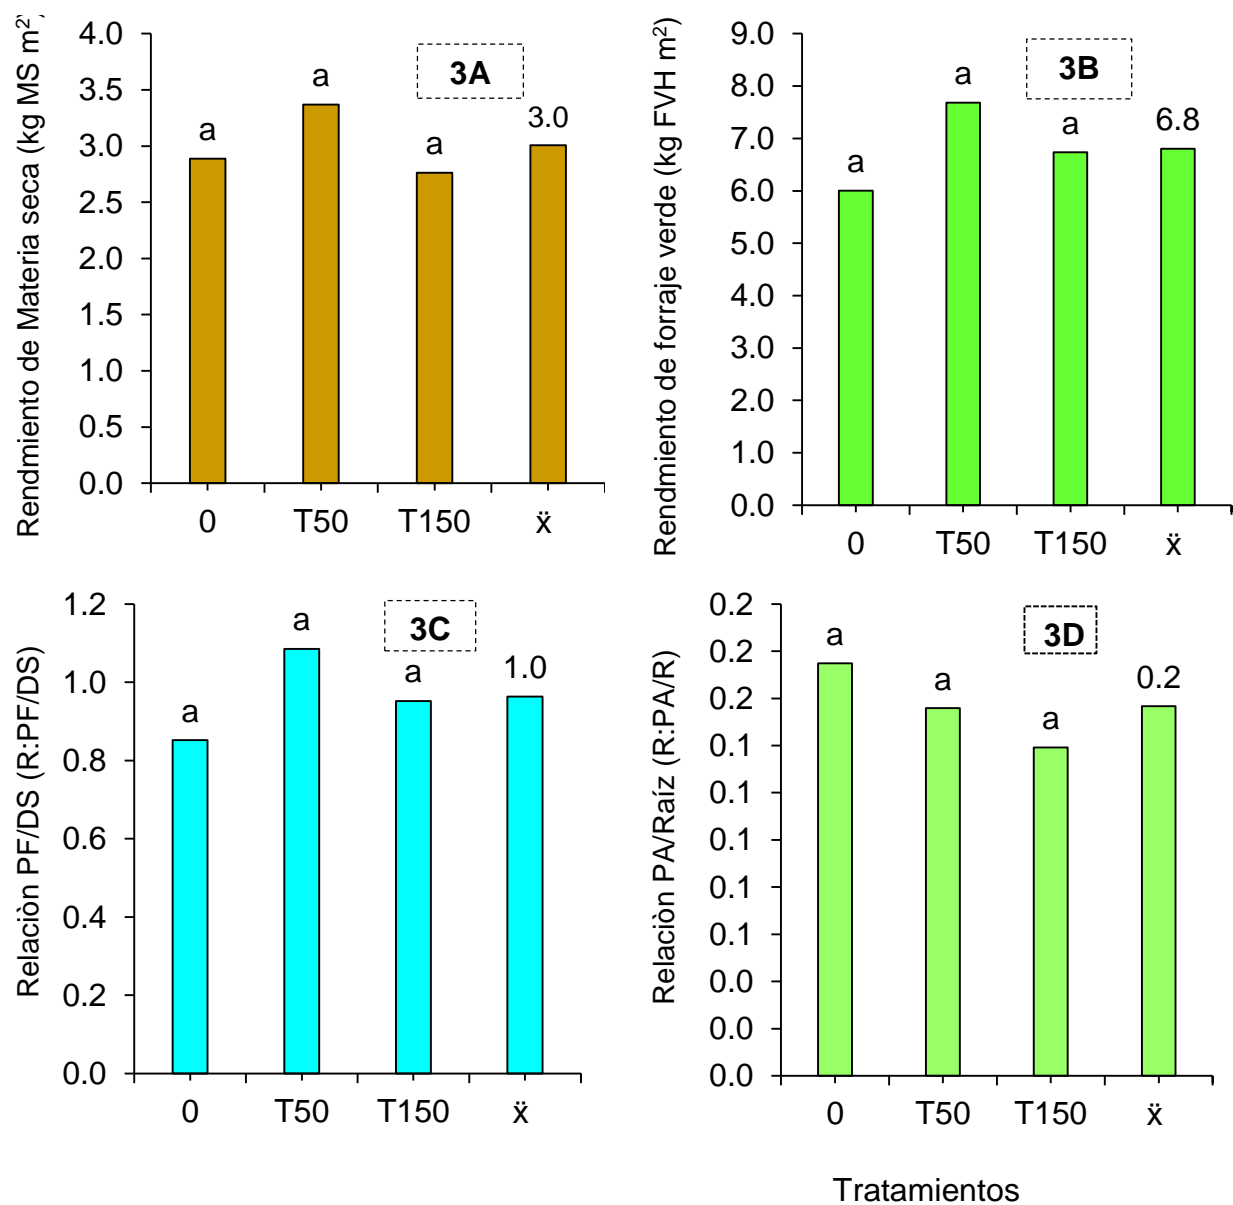 Rendmiento de Materia seca (kg MS m²)
4.0
3.5
3.0
2.5
2.0
1.5
1.0
0.5
0.0
3A
a
a
a
3.0
0
T50
T150
ẍ
Rendmiento de forraje verde (kg FVH m²)
9.0
8.0
7.0
6.0
5.0
4.0
3.0
2.0
1.0
0.0
3B
a
a
a
6.8
0
T50
T150
ẍ
Relaciòn PF/DS (R:PF/DS)
1.2
1.0
0.8
0.6
0.4
0.2
0.0
3C
a
a
a
1.0
0
T50
T150
ẍ
Relaciòn PA/Raíz (R:PA/R)
0.2
0.2
0.2
0.1
0.1
0.1
0.1
0.1
0.0
0.0
0.0
3D
a
a
a
0.2
0
T50
T150
ẍ
Tratamientos